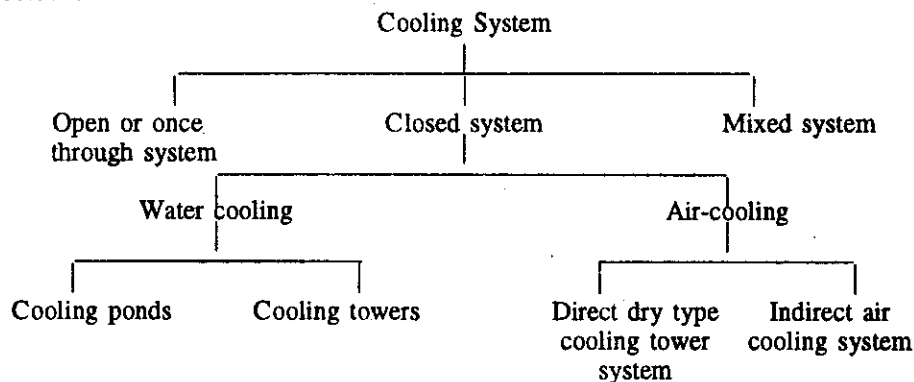 Cooling System
Open or once through system
Closed system
Mixed system
Water cooling
Air-cooling
Cooling ponds
Cooling towers
Direct dry type cooling tower system
Indirect air cooling system